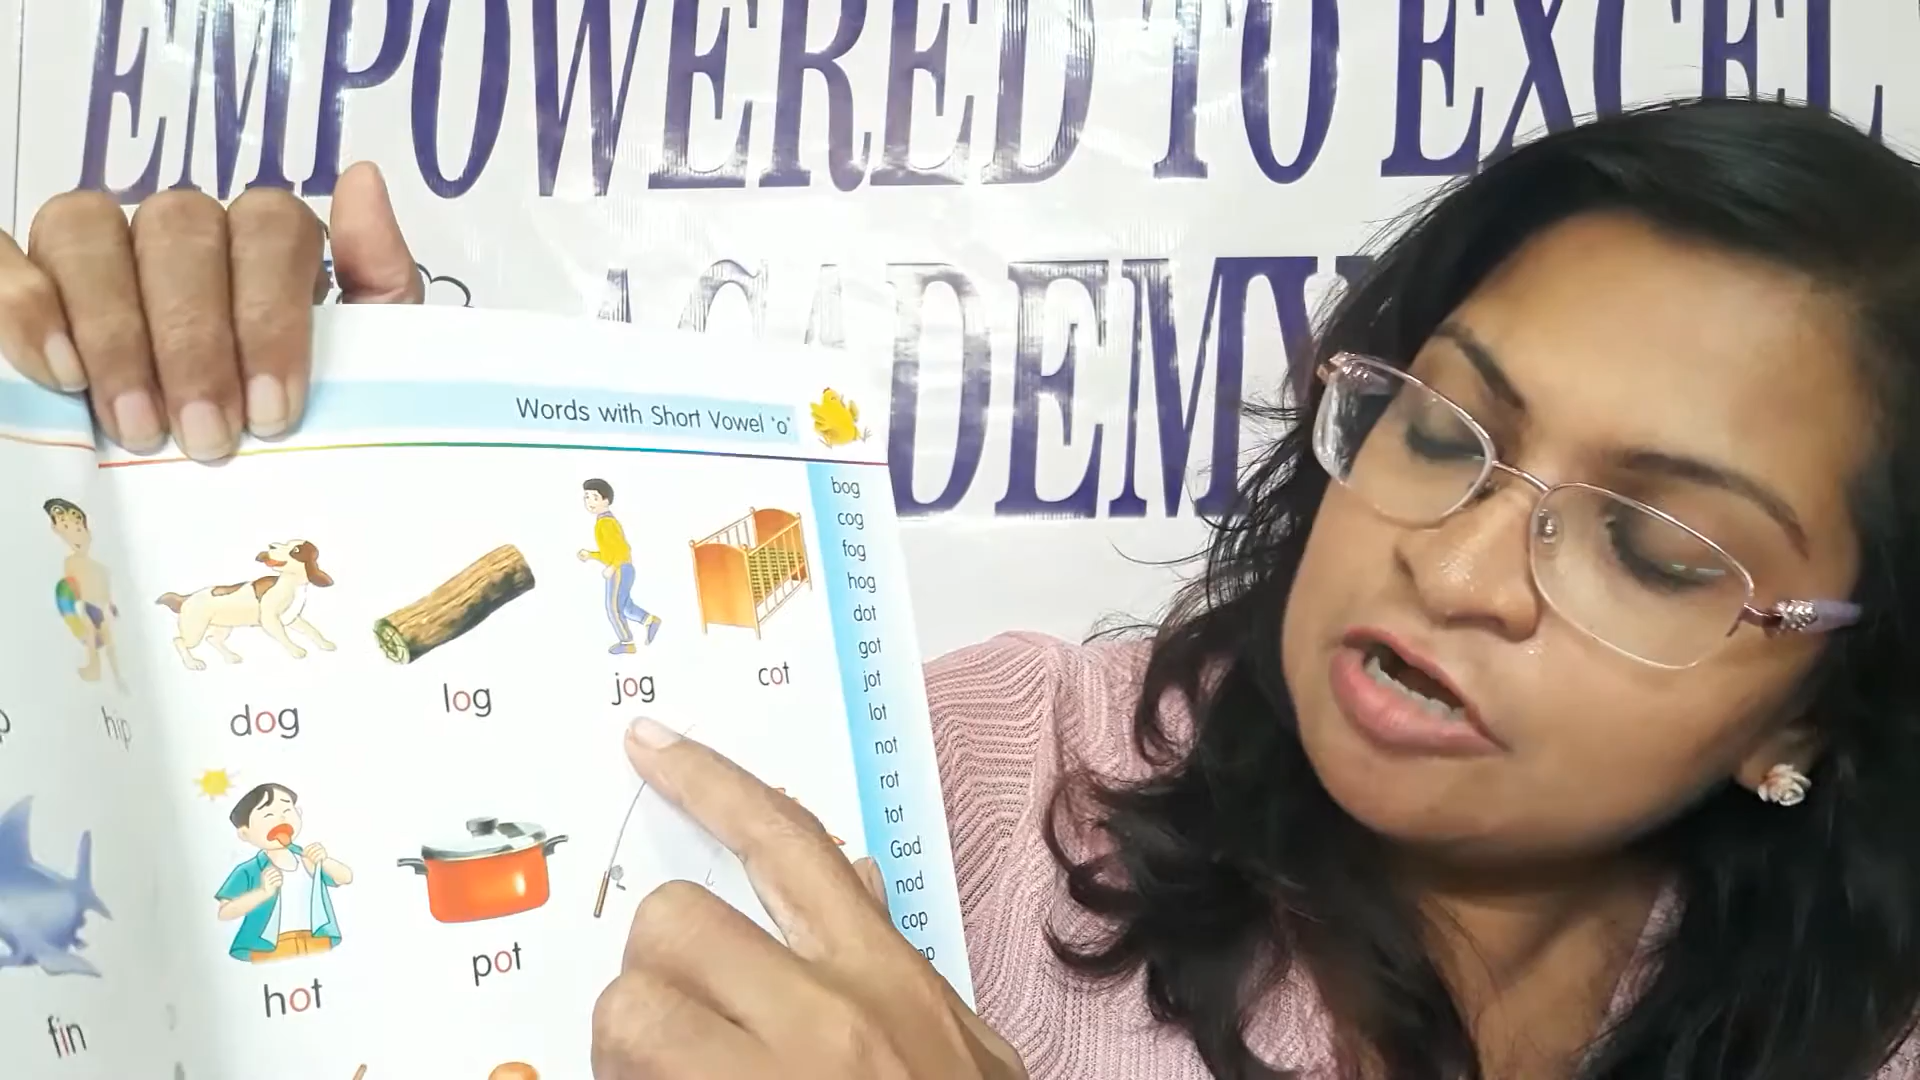 EMPOWERED TO EXCEL
ACADEMY
Words with Short Vowel 'o'
hip
fin
dog
log
jog
cot
hot
pot
bog
cog
fog
hog
dot
got
jot
lot
not
rot
tot
God
nod
cop